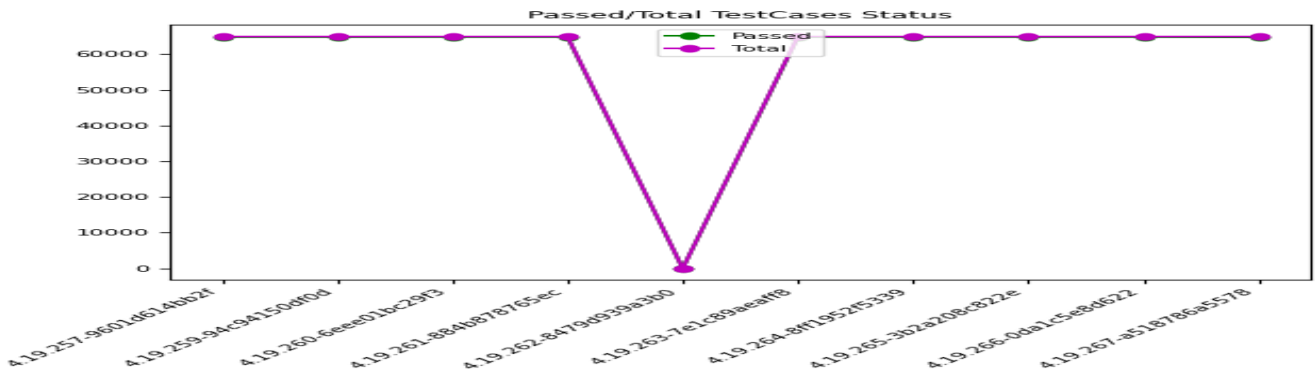 Passed/Total TestCases Status
Passed
Total
60000
50000
40000
30000
20000
10000
0
4.19.257-9601d614bb2f
4.19.259-94c94150df0d
4.19.260-6eee01bc29f3
4.19.261-884b878765ec
4.19.262-8479d939a3b0
4.19.263-7e1c89aeaff8
4.19.264-8ff1952f5339
4.19.265-3b2a208c822e
4.19.266-0da1c5e8d622
4.19.267-a518786a5578